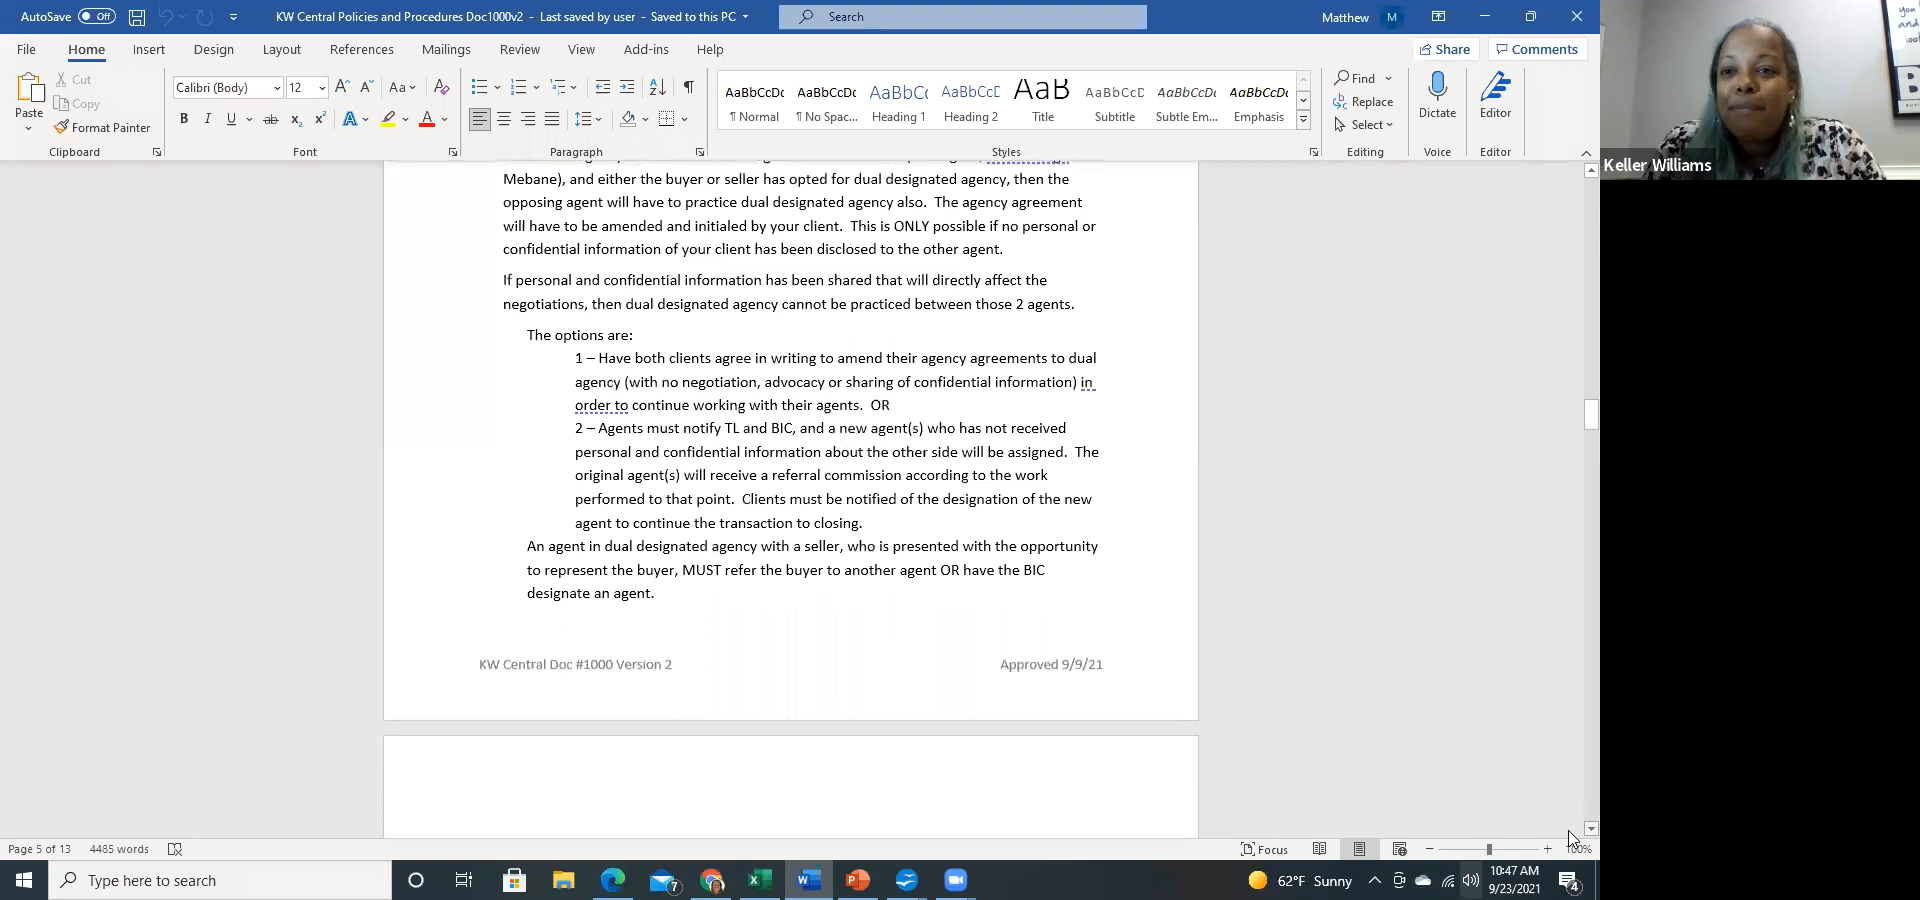 AutoSave Off KW Central Policies and Procedures Doc1000v2 - Last saved by user - Saved to this PC Search Matthew M
File Home Insert Design Layout References Mailings Review View Add-ins Help Share Comments
Paste Cut Copy Format Painter
Calibri (Body) 12
AaBbCcDc AaBbCcDc AaBbCc AaBbCcD AaB AaBbCcD AaBbCcDc AaBbCcDc
¶ Normal ¶ No Spac... Heading 1 Heading 2 Title Subtitle Subtle Em... Emphasis
Find Replace Select Dictate Editor
Clipboard Font Paragraph Styles Editing Voice Editor
Keller Williams
Mebane), and either the buyer or seller has opted for dual designated agency, then the
opposing agent will have to practice dual designated agency also. The agency agreement
will have to be amended and initialed by your client. This is ONLY possible if no personal or
confidential information of your client has been disclosed to the other agent.
If personal and confidential information has been shared that will directly affect the
negotiations, then dual designated agency cannot be practiced between those 2 agents.
The options are:
1 – Have both clients agree in writing to amend their agency agreements to dual
agency (with no negotiation, advocacy or sharing of confidential information) in
order to continue working with their agents. OR
2 – Agents must notify TL and BIC, and a new agent(s) who has not received
personal and confidential information about the other side will be assigned. The
original agent(s) will receive a referral commission according to the work
performed to that point. Clients must be notified of the designation of the new
agent to continue the transaction to closing.
An agent in dual designated agency with a seller, who is presented with the opportunity
to represent the buyer, MUST refer the buyer to another agent OR have the BIC
designate an agent.
KW Central Doc #1000 Version 2 Approved 9/9/21
Page 5 of 13 4485 words Focus 100%
Type here to search 7 62°F Sunny 10:47 AM
9/23/2021 4